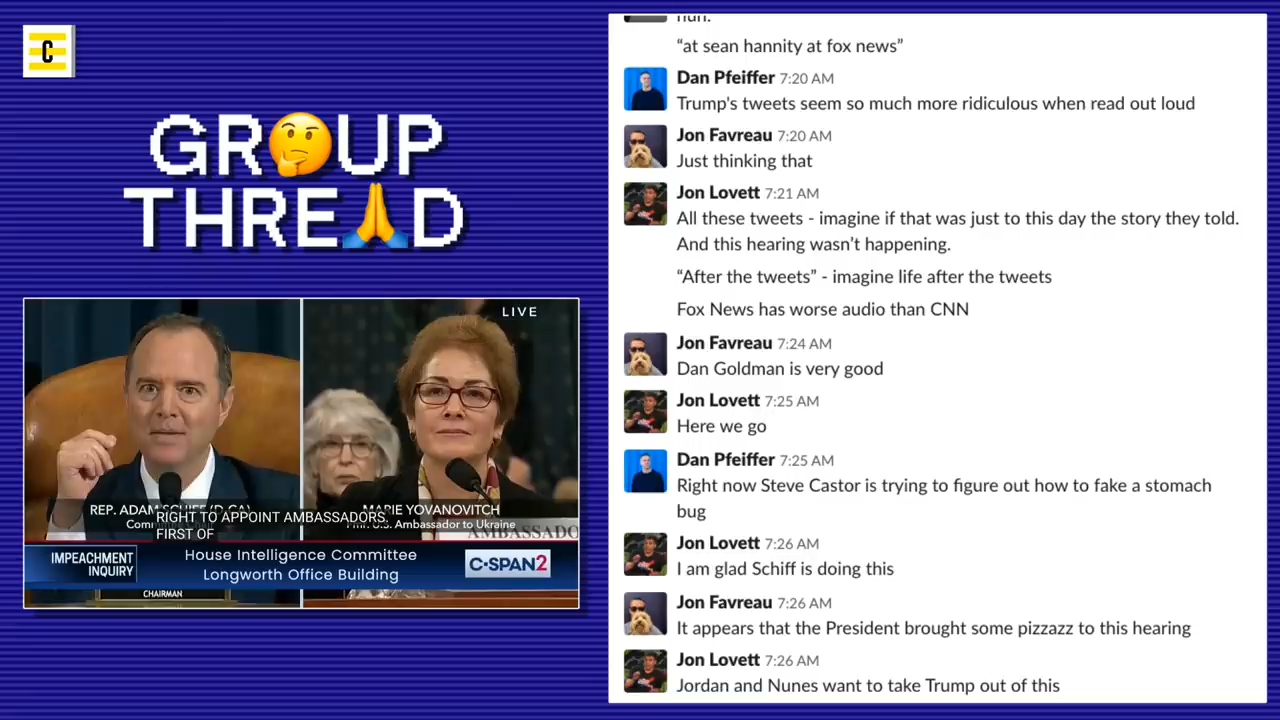 C
GR🤔UP
THRE🙏D
LIVE
REP. ADAM SCHIFF (D-CA)
RIGHT TO APPOINT AMBASSADORS.
FIRST OF
MARIE YOVANOVITCH
Fmr. U.S. Ambassador to Ukraine
AMBASSADO
IMPEACHMENT
INQUIRY
House Intelligence Committee
Longworth Office Building
C-SPAN2
CHAIRMAN
“at sean hannity at fox news”
Dan Pfeiffer 7:20 AM
Trump's tweets seem so much more ridiculous when read out loud
Jon Favreau 7:20 AM
Just thinking that
Jon Lovett 7:21 AM
All these tweets - imagine if that was just to this day the story they told.
And this hearing wasn’t happening.
“After the tweets” - imagine life after the tweets
Fox News has worse audio than CNN
Jon Favreau 7:24 AM
Dan Goldman is very good
Jon Lovett 7:25 AM
Here we go
Dan Pfeiffer 7:25 AM
Right now Steve Castor is trying to figure out how to fake a stomach
bug
Jon Lovett 7:26 AM
I am glad Schiff is doing this
Jon Favreau 7:26 AM
It appears that the President brought some pizzazz to this hearing
Jon Lovett 7:26 AM
Jordan and Nunes want to take Trump out of this